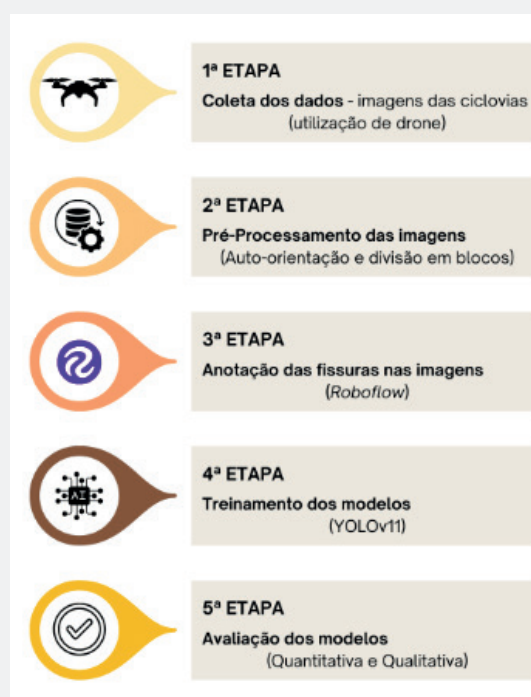 1ª ETAPA
Coleta dos dados - imagens das ciclovias
(utilização de drone)
2ª ETAPA
Pré-Processamento das imagens
(Auto-orientação e divisão em blocos)
3ª ETAPA
Anotação das fissuras nas imagens
(Roboflow)
AI
4ª ETAPA
Treinamento dos modelos
(YOLOv11)
5ª ETAPA
Avaliação dos modelos
(Quantitativa e Qualitativa)